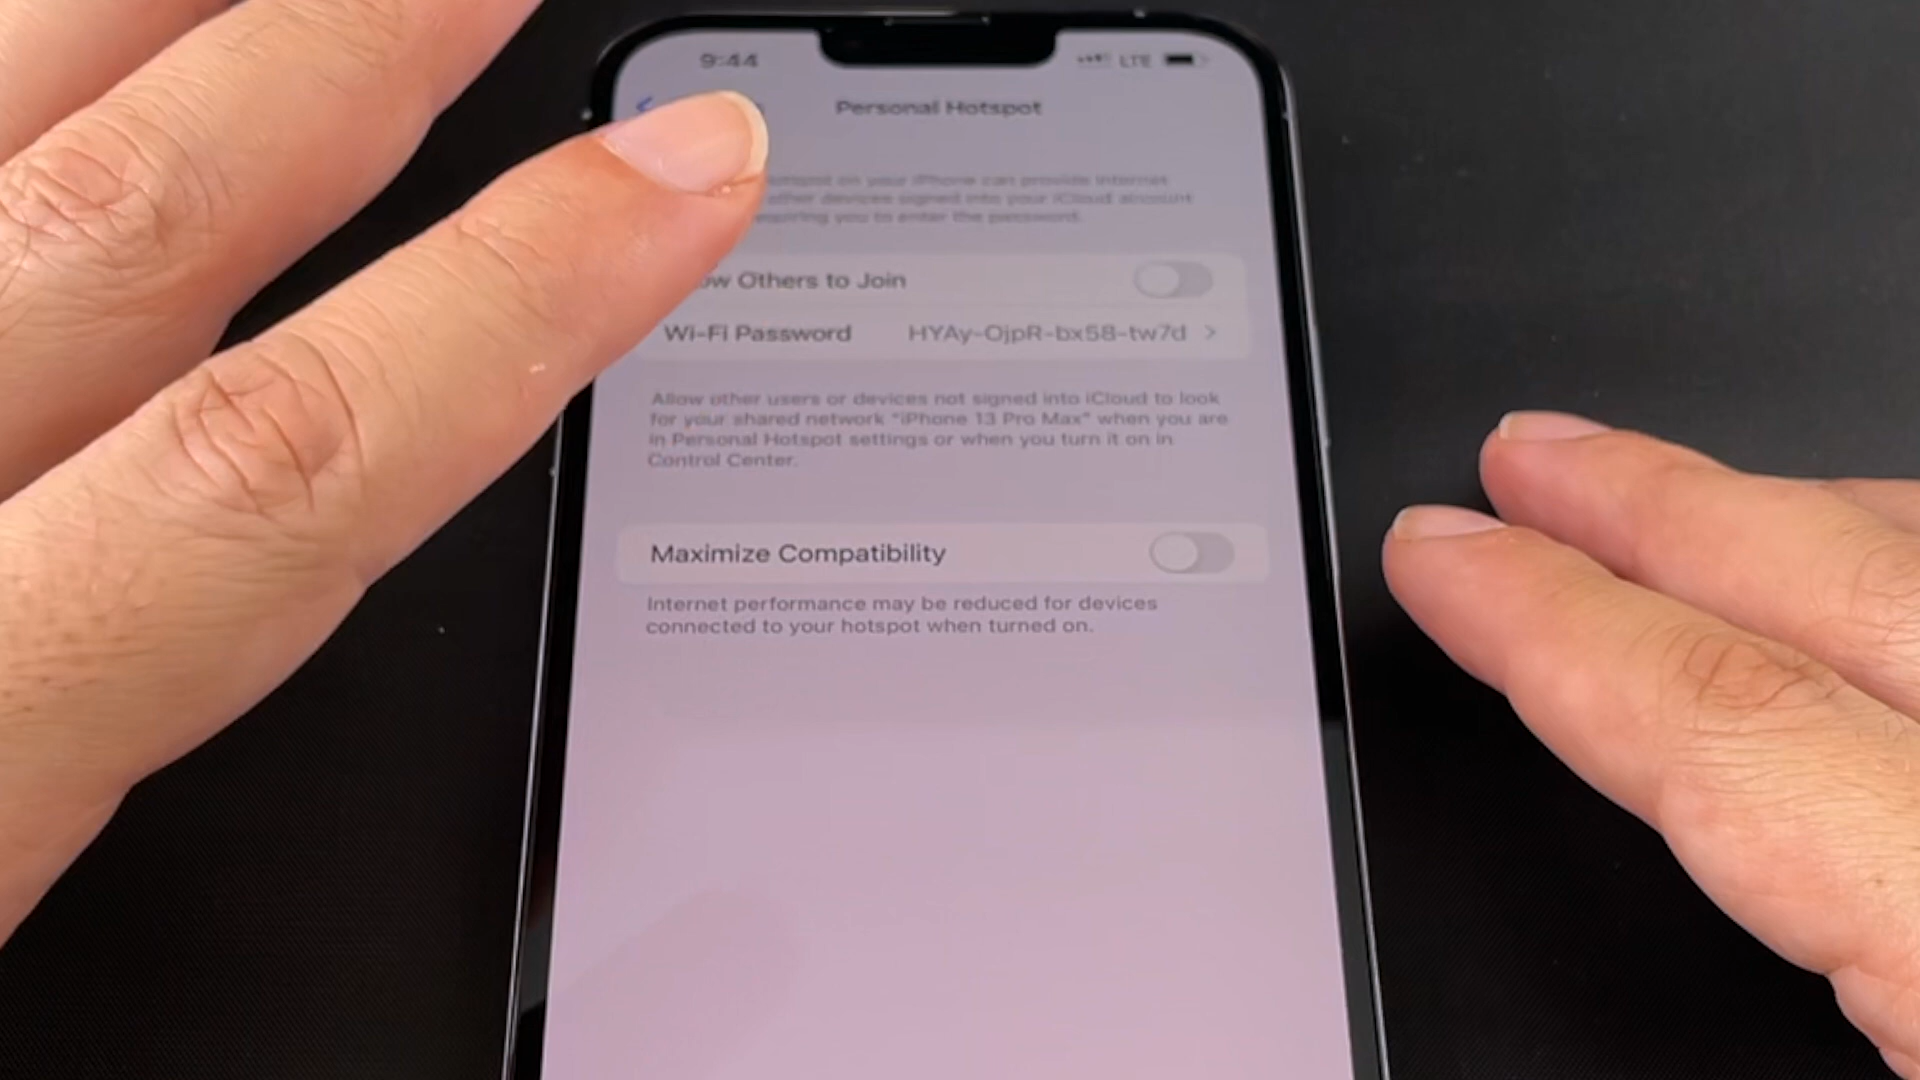 9:44
LTE
Personal Hotspot
on your iPhone can provide Internet
other devices signed into your iCloud account
you to enter the password.
Others to Join
Wi-Fi Password HYAy-OjpR-bx58-tw7d
Allow other users or devices not signed into iCloud to look
for your shared network "iPhone 13 Pro Max" when you are
in Personal Hotspot settings or when you turn it on in
Control Center.
Maximize Compatibility
Internet performance may be reduced for devices
connected to your hotspot when turned on.